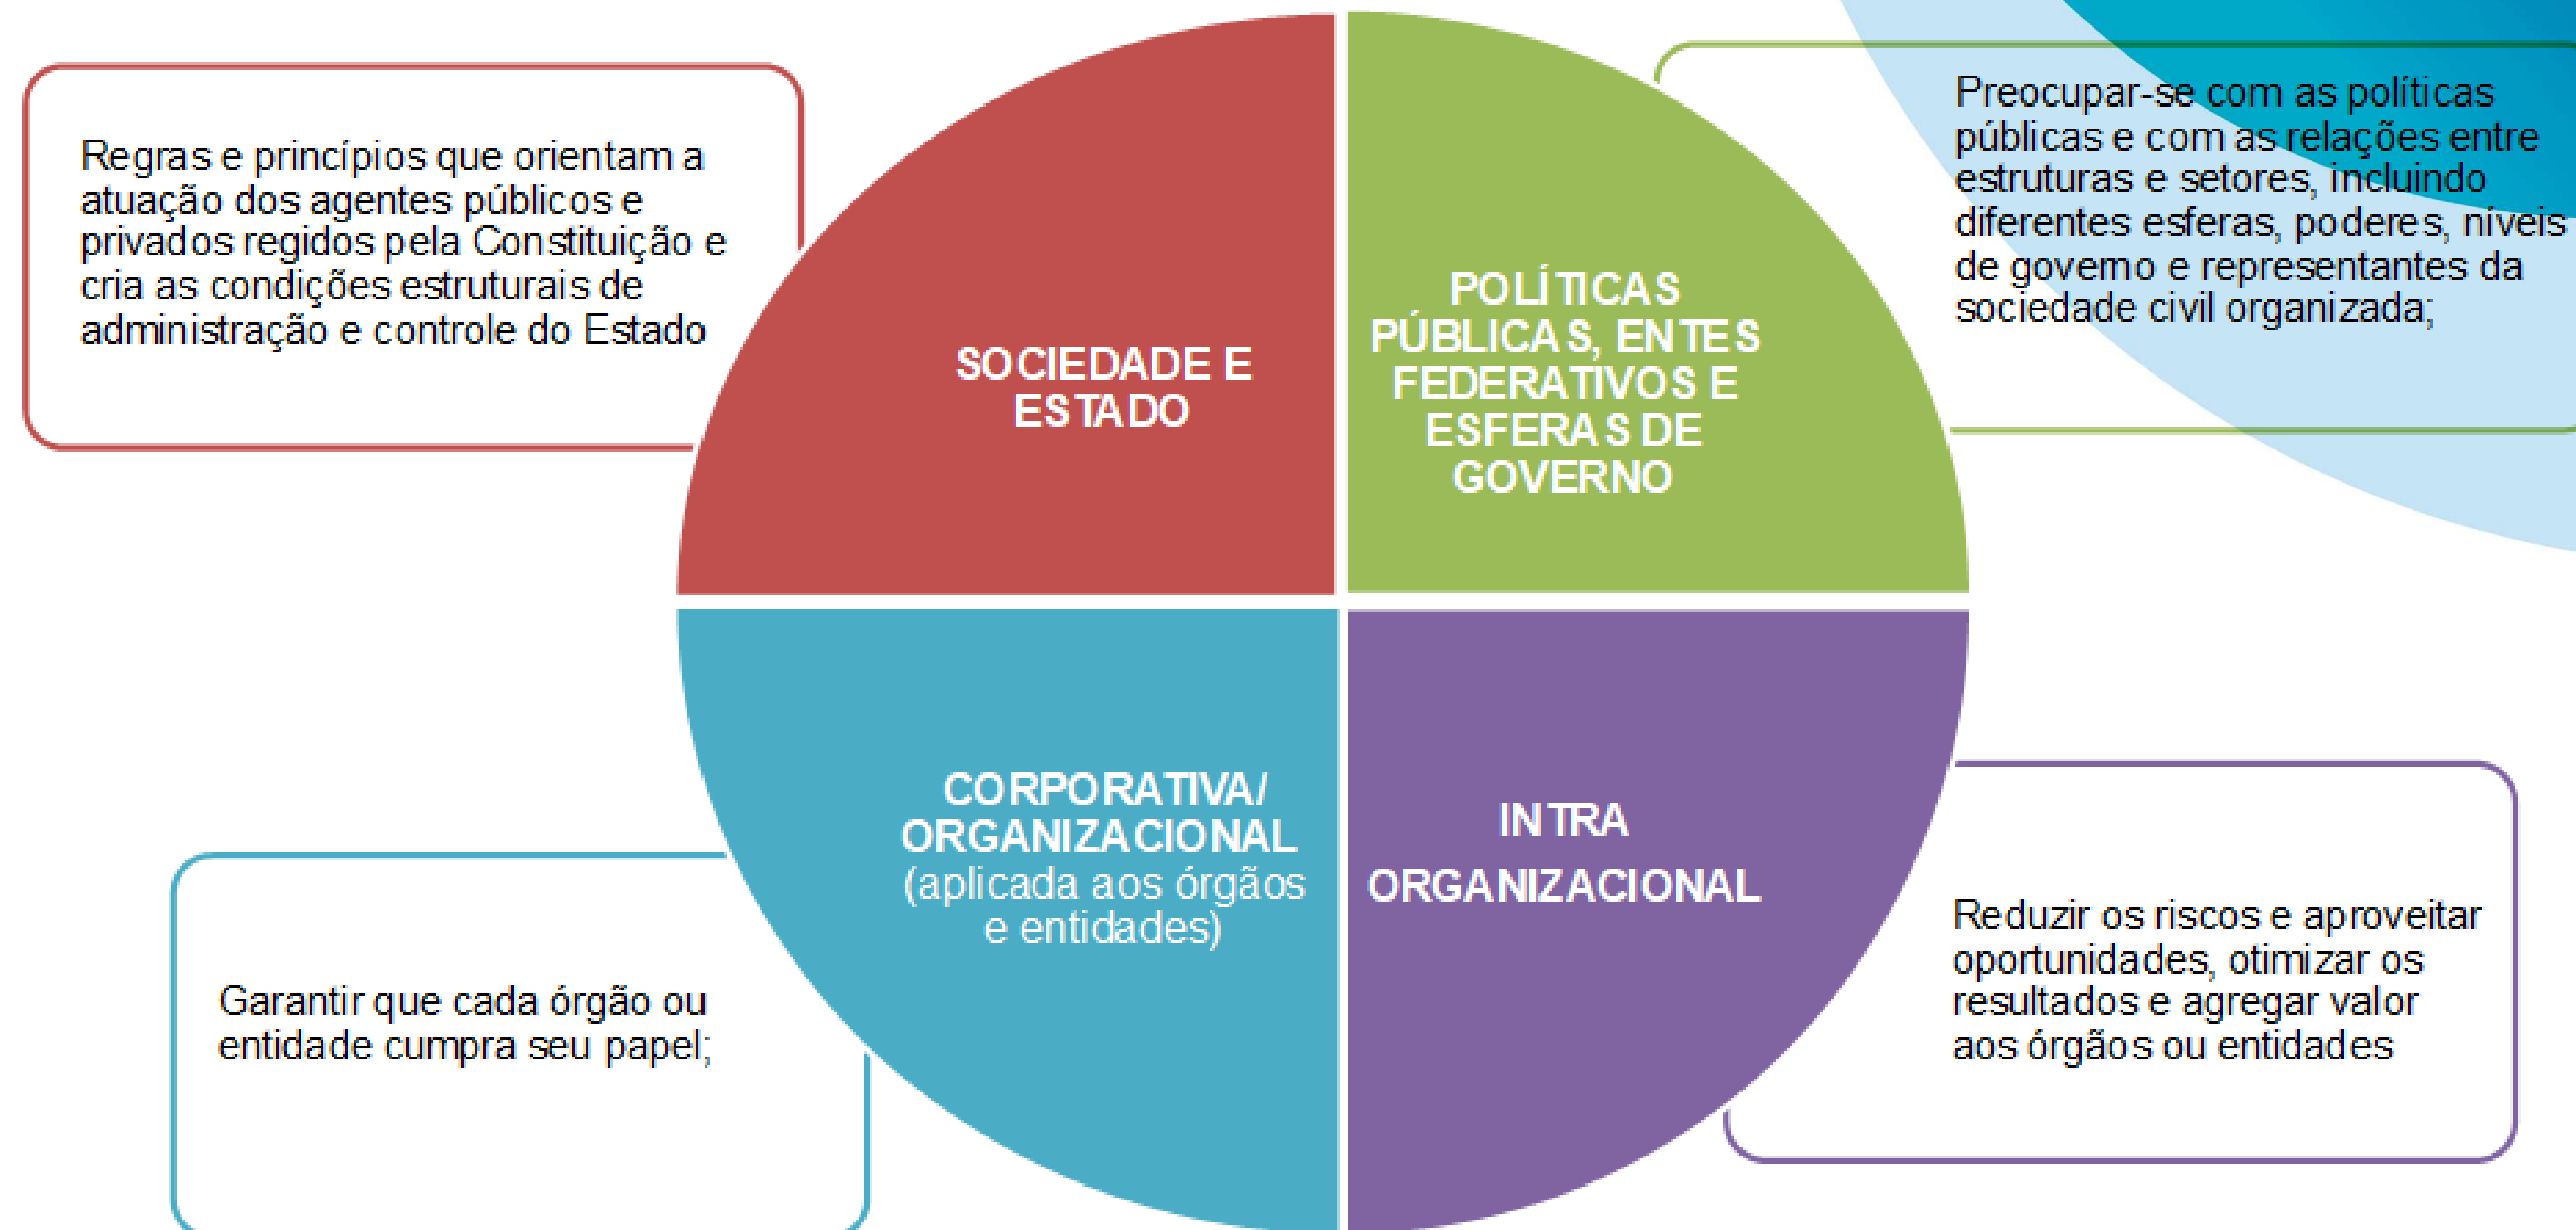 Regras e princípios que orientam a
atuação dos agentes públicos e
privados regidos pela Constituição e
cria as condições estruturais de
administração e controle do Estado
SOCIEDADE E
ESTADO
POLÍTICAS
PÚBLICAS, ENTES
FEDERATIVOS E
ESFERAS DE
GOVERNO
Preocupar-se com as políticas
públicas e com as relações entre
estruturas e setores, incluindo
diferentes esferas, poderes, níveis
de governo e representantes da
sociedade civil organizada;
CORPORATIVA/
ORGANIZACIONAL
(aplicada aos órgãos
e entidades)
Garantir que cada órgão ou
entidade cumpra seu papel;
INTRA
ORGANIZACIONAL
Reduzir os riscos e aproveitar
oportunidades, otimizar os
resultados e agregar valor
aos órgãos ou entidades